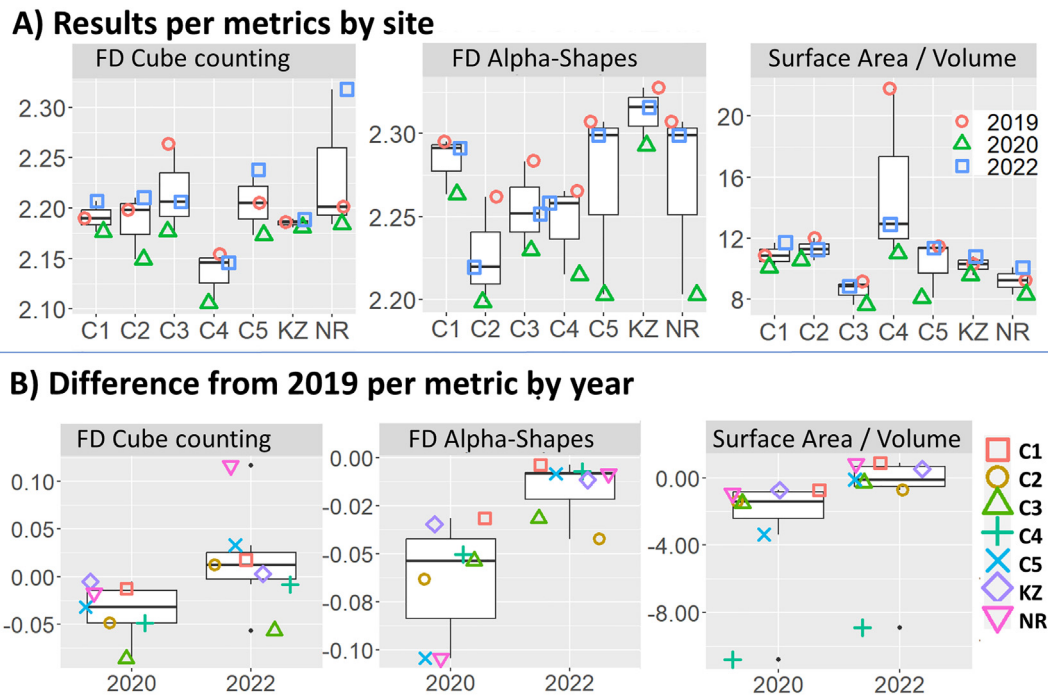 A) Results per metrics by site
FD Cube counting
FD Alpha-Shapes
Surface Area / Volume
2.30
2.25
2.20
2.15
2.10
C1 C2 C3 C4 C5 KZ NR
2.30
2.25
2.20
C1 C2 C3 C4 C5 KZ NR
20
16
12
8
C1 C2 C3 C4 C5 KZ NR
2019
2020
2022
B) Difference from 2019 per metric by year
FD Cube counting
FD Alpha-Shapes
Surface Area / Volume
0.10
0.05
0.00
-0.05
2020 2022
0.00
-0.02
-0.05
-0.08
-0.10
2020 2022
0.00
-4.00
-8.00
2020 2022
C1
C2
C3
C4
C5
KZ
NR